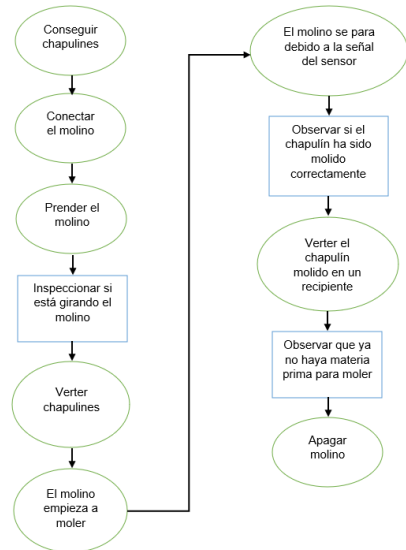 Conseguir
chapulines
Conectar
el molino
Prender el
molino
Inspeccionar si
está girando el
molino
Verter
chapulines
El molino
empieza a
moler
El molino se para
debido a la señal
del sensor
Observar si el
chapulín ha sido
molido
correctamente
Verter el
chapulín
molido en un
recipiente
Observar que ya
no haya materia
prima para moler
Apagar
molino